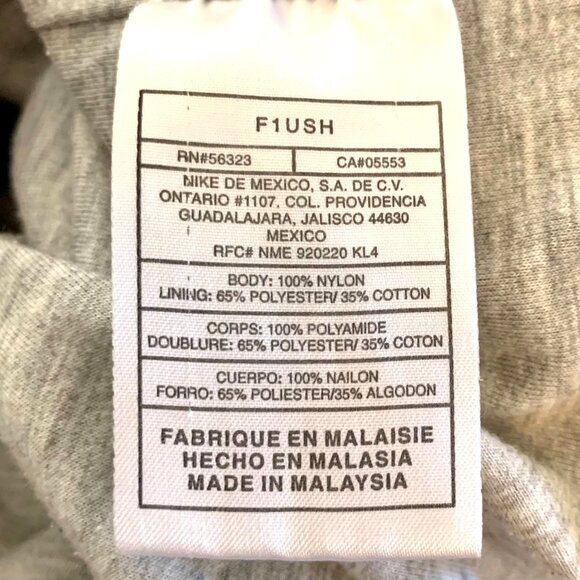 F1USH
RN#56323 CA#05553
NIKE DE MEXICO, S.A. DE C.V.
ONTARIO #1107, COL. PROVIDENCIA
GUADALAJARA, JALISCO 44630
MEXICO
RFC# NME 920220 KL4
BODY: 100% NYLON
LINING: 65% POLYESTER/ 35% COTTON
CORPS: 100% POLYAMIDE
DOUBLURE: 65% POLYESTER/ 35% COTON
CUERPO: 100% NAILON
FORRO: 65% POLIESTER/35% ALGODON
FABRIQUE EN MALAISIE
HECHO EN MALASIA
MADE IN MALAYSIA